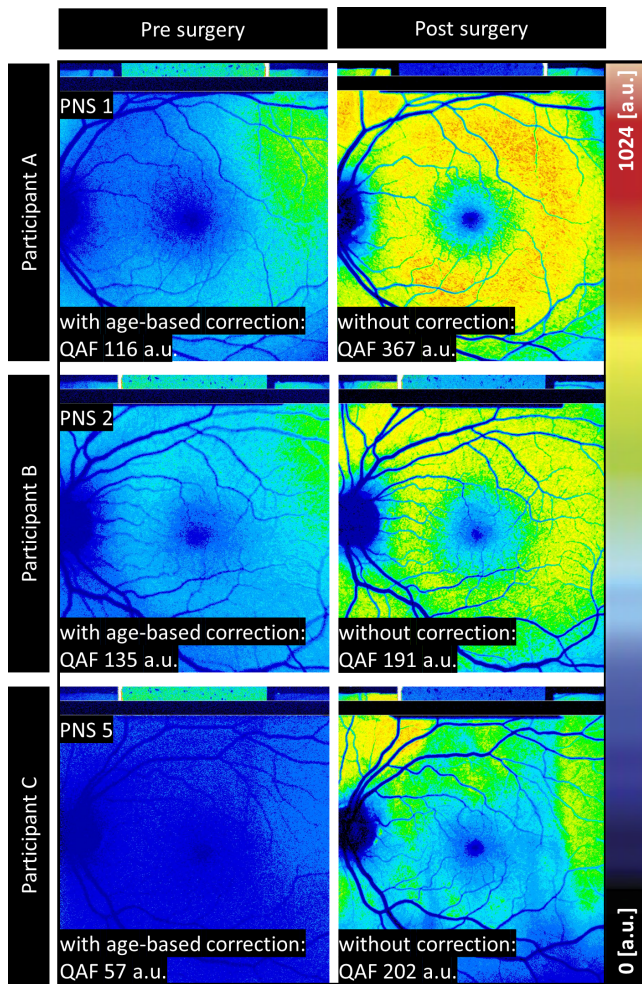 Pre surgery
Post surgery
Participant A
PNS 1
with age-based correction:
QAF 116 a.u.
without correction:
QAF 367 a.u.
Participant B
PNS 2
with age-based correction:
QAF 135 a.u.
without correction:
QAF 191 a.u.
Participant C
PNS 5
with age-based correction:
QAF 57 a.u.
without correction:
QAF 202 a.u.
1024 [a.u.]
0 [a.u.]